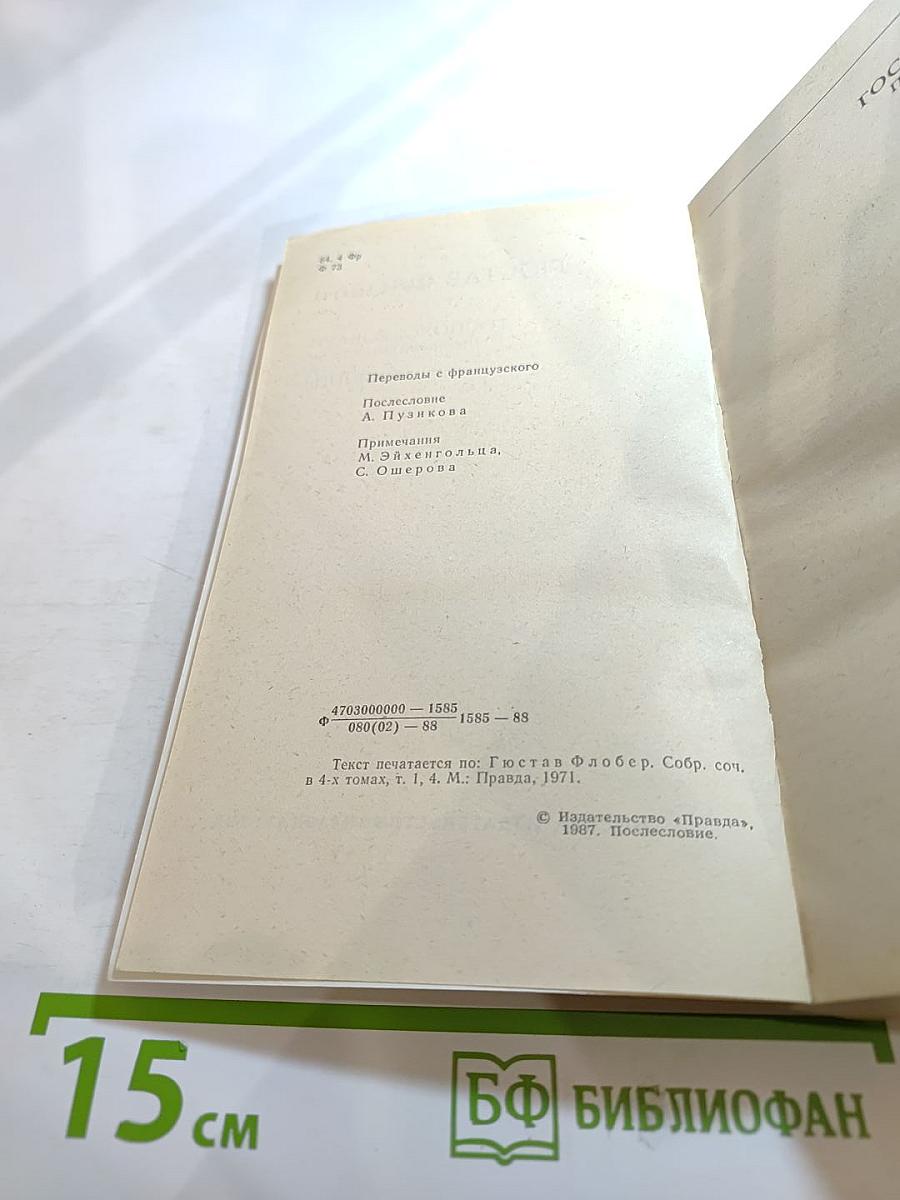 84. 4 Фр
Ф 73
Переводы с французского
Послесловие
А. Пузикова
Примечания
М. Эйхенгольца,
С. Ошерова
Ф 4703000000 — 1585
080(02) — 88
1585 — 88
Текст печатается по: Гюстав Флобер. Собр. соч.
в 4-х томах, т. 1, 4. М.: Правда, 1971.
© Издательство «Правда»,
1987. Послесловие.
ГОС
15 см
БФ БИБЛИОФАН